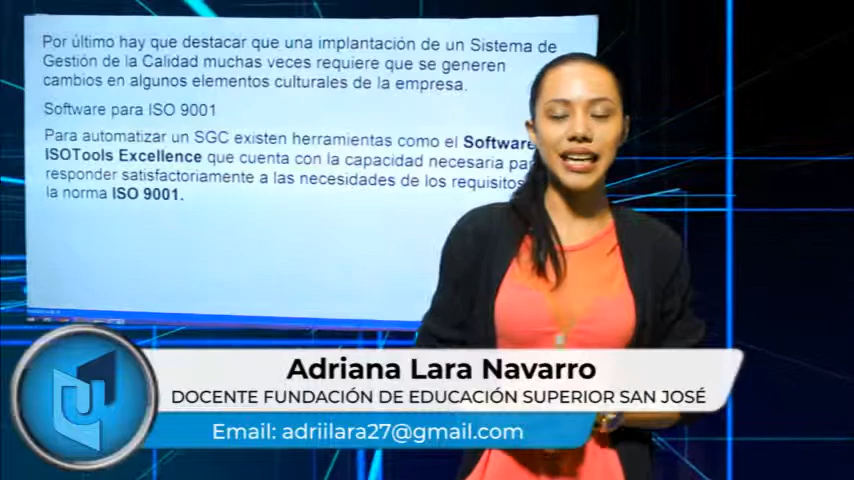 Por último hay que destacar que una implantación de un Sistema de
Gestión de la Calidad muchas veces requiere que se generen
cambios en algunos elementos culturales de la empresa.
Software para ISO 9001
Para automatizar un SGC existen herramientas como el Software
ISOTools Excellence que cuenta con la capacidad necesaria
responder satisfactoriamente a las necesidades de los requisitos
la norma ISO 9001.
Adriana Lara Navarro
DOCENTE FUNDACIÓN DE EDUCACIÓN SUPERIOR SAN JOSÉ
Email: adriilara27@gmail.com